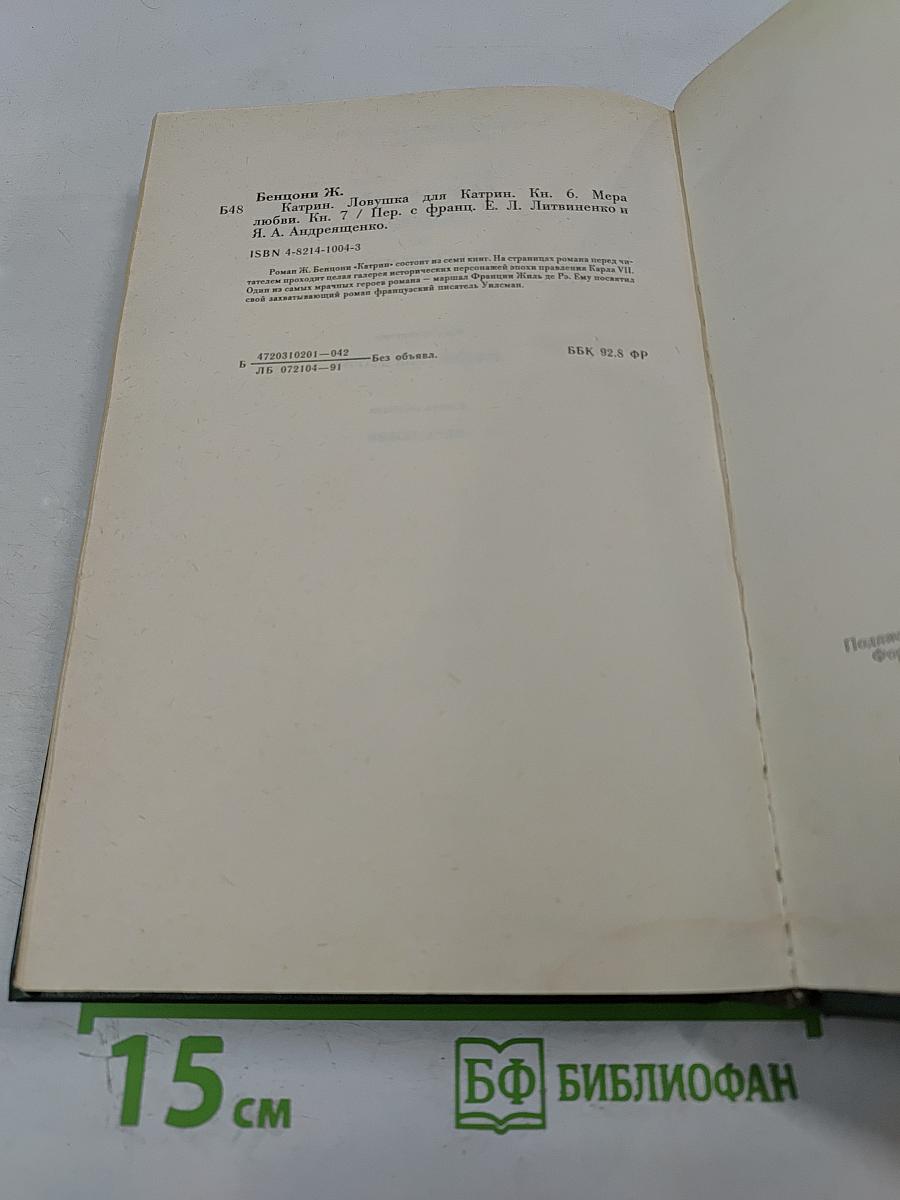 Бенцони Ж.
Б48 Катрин. Ловушка для Катрин. Кн. 6. Мера
любви. Кн. 7 / Пер. с франц. Е. Л. Литвиненко и
Я. А. Андреященко.
ISBN 4-8214-1004-3
Роман Ж. Бенцони «Катрин» состоит из семи книг. На страницах романа перед чи-
тателем проходит целая галерея исторических персонажей эпохи правления Карла VII.
Один из самых мрачных героев романа — маршал Франции Жиль де Рэ. Ему посвятил
свой захватывающий роман французский писатель Уилсман.
Б 4720310201—042 —Без объявл.
ЛБ 072104—91
ББК 92.8 ФР
15 см
БФ БИБЛИОФАН